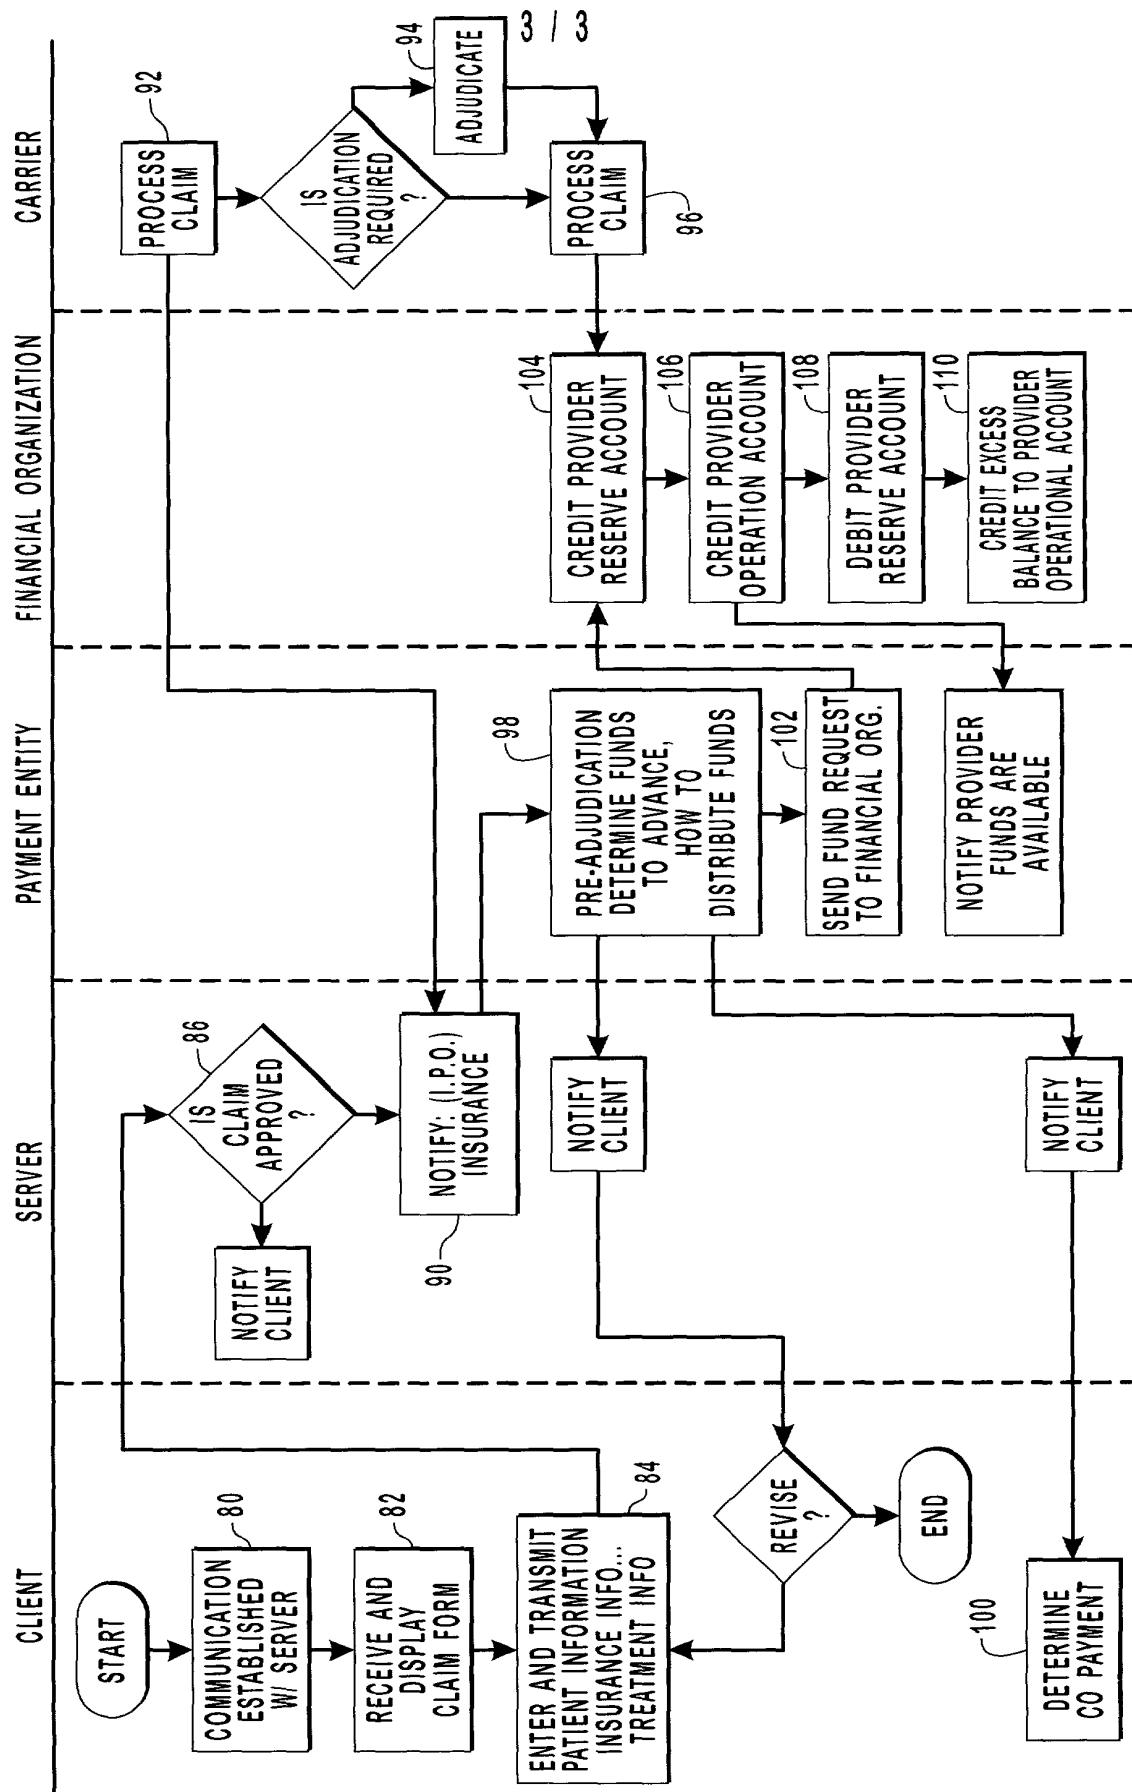 3 / 3
CLIENT
SERVER
PAYMENT ENTITY
FINANCIAL ORGANIZATION
CARRIER
START
COMMUNICATION
ESTABLISHED
W/ SERVER
80
RECEIVE AND
DISPLAY
CLAIM FORM
82
ENTER AND TRANSMIT
PATIENT INFORMATION
INSURANCE INFO...
TREATMENT INFO
84
REVISE
?
END
DETERMINE
CO PAYMENT
100
IS
CLAIM
APPROVED
?
86
NOTIFY
CLIENT
NOTIFY: (I.P.O.)
INSURANCE
90
NOTIFY
CLIENT
NOTIFY
CLIENT
PRE-ADJUDICATION
DETERMINE FUNDS
TO ADVANCE,
HOW TO
DISTRIBUTE FUNDS
98
SEND FUND REQUEST
TO FINANCIAL ORG.
102
NOTIFY PROVIDER
FUNDS ARE
AVAILABLE
CREDIT PROVIDER
RESERVE ACCOUNT
104
CREDIT PROVIDER
OPERATION ACCOUNT
106
DEBIT PROVIDER
RESERVE ACCOUNT
108
CREDIT EXCESS
BALANCE TO PROVIDER
OPERATIONAL ACCOUNT
110
PROCESS
CLAIM
92
IS
ADJUDICATION
REQUIRED
?
ADJUDICATE
94
PROCESS
CLAIM
96